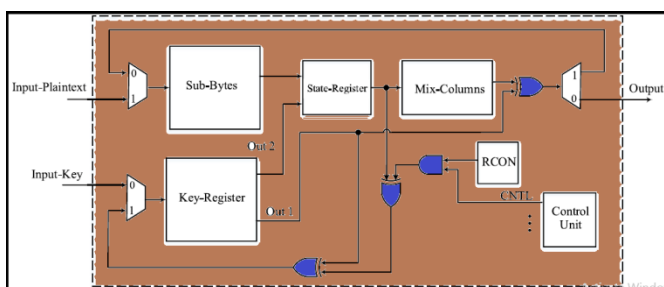 0
Input-Plaintext
1
Sub-Bytes
State-Register
Mix-Columns
1
0
Output
Out 2
Input-Key
0
1
Key-Register
Out 1
RCON
CNTL
Control
Unit